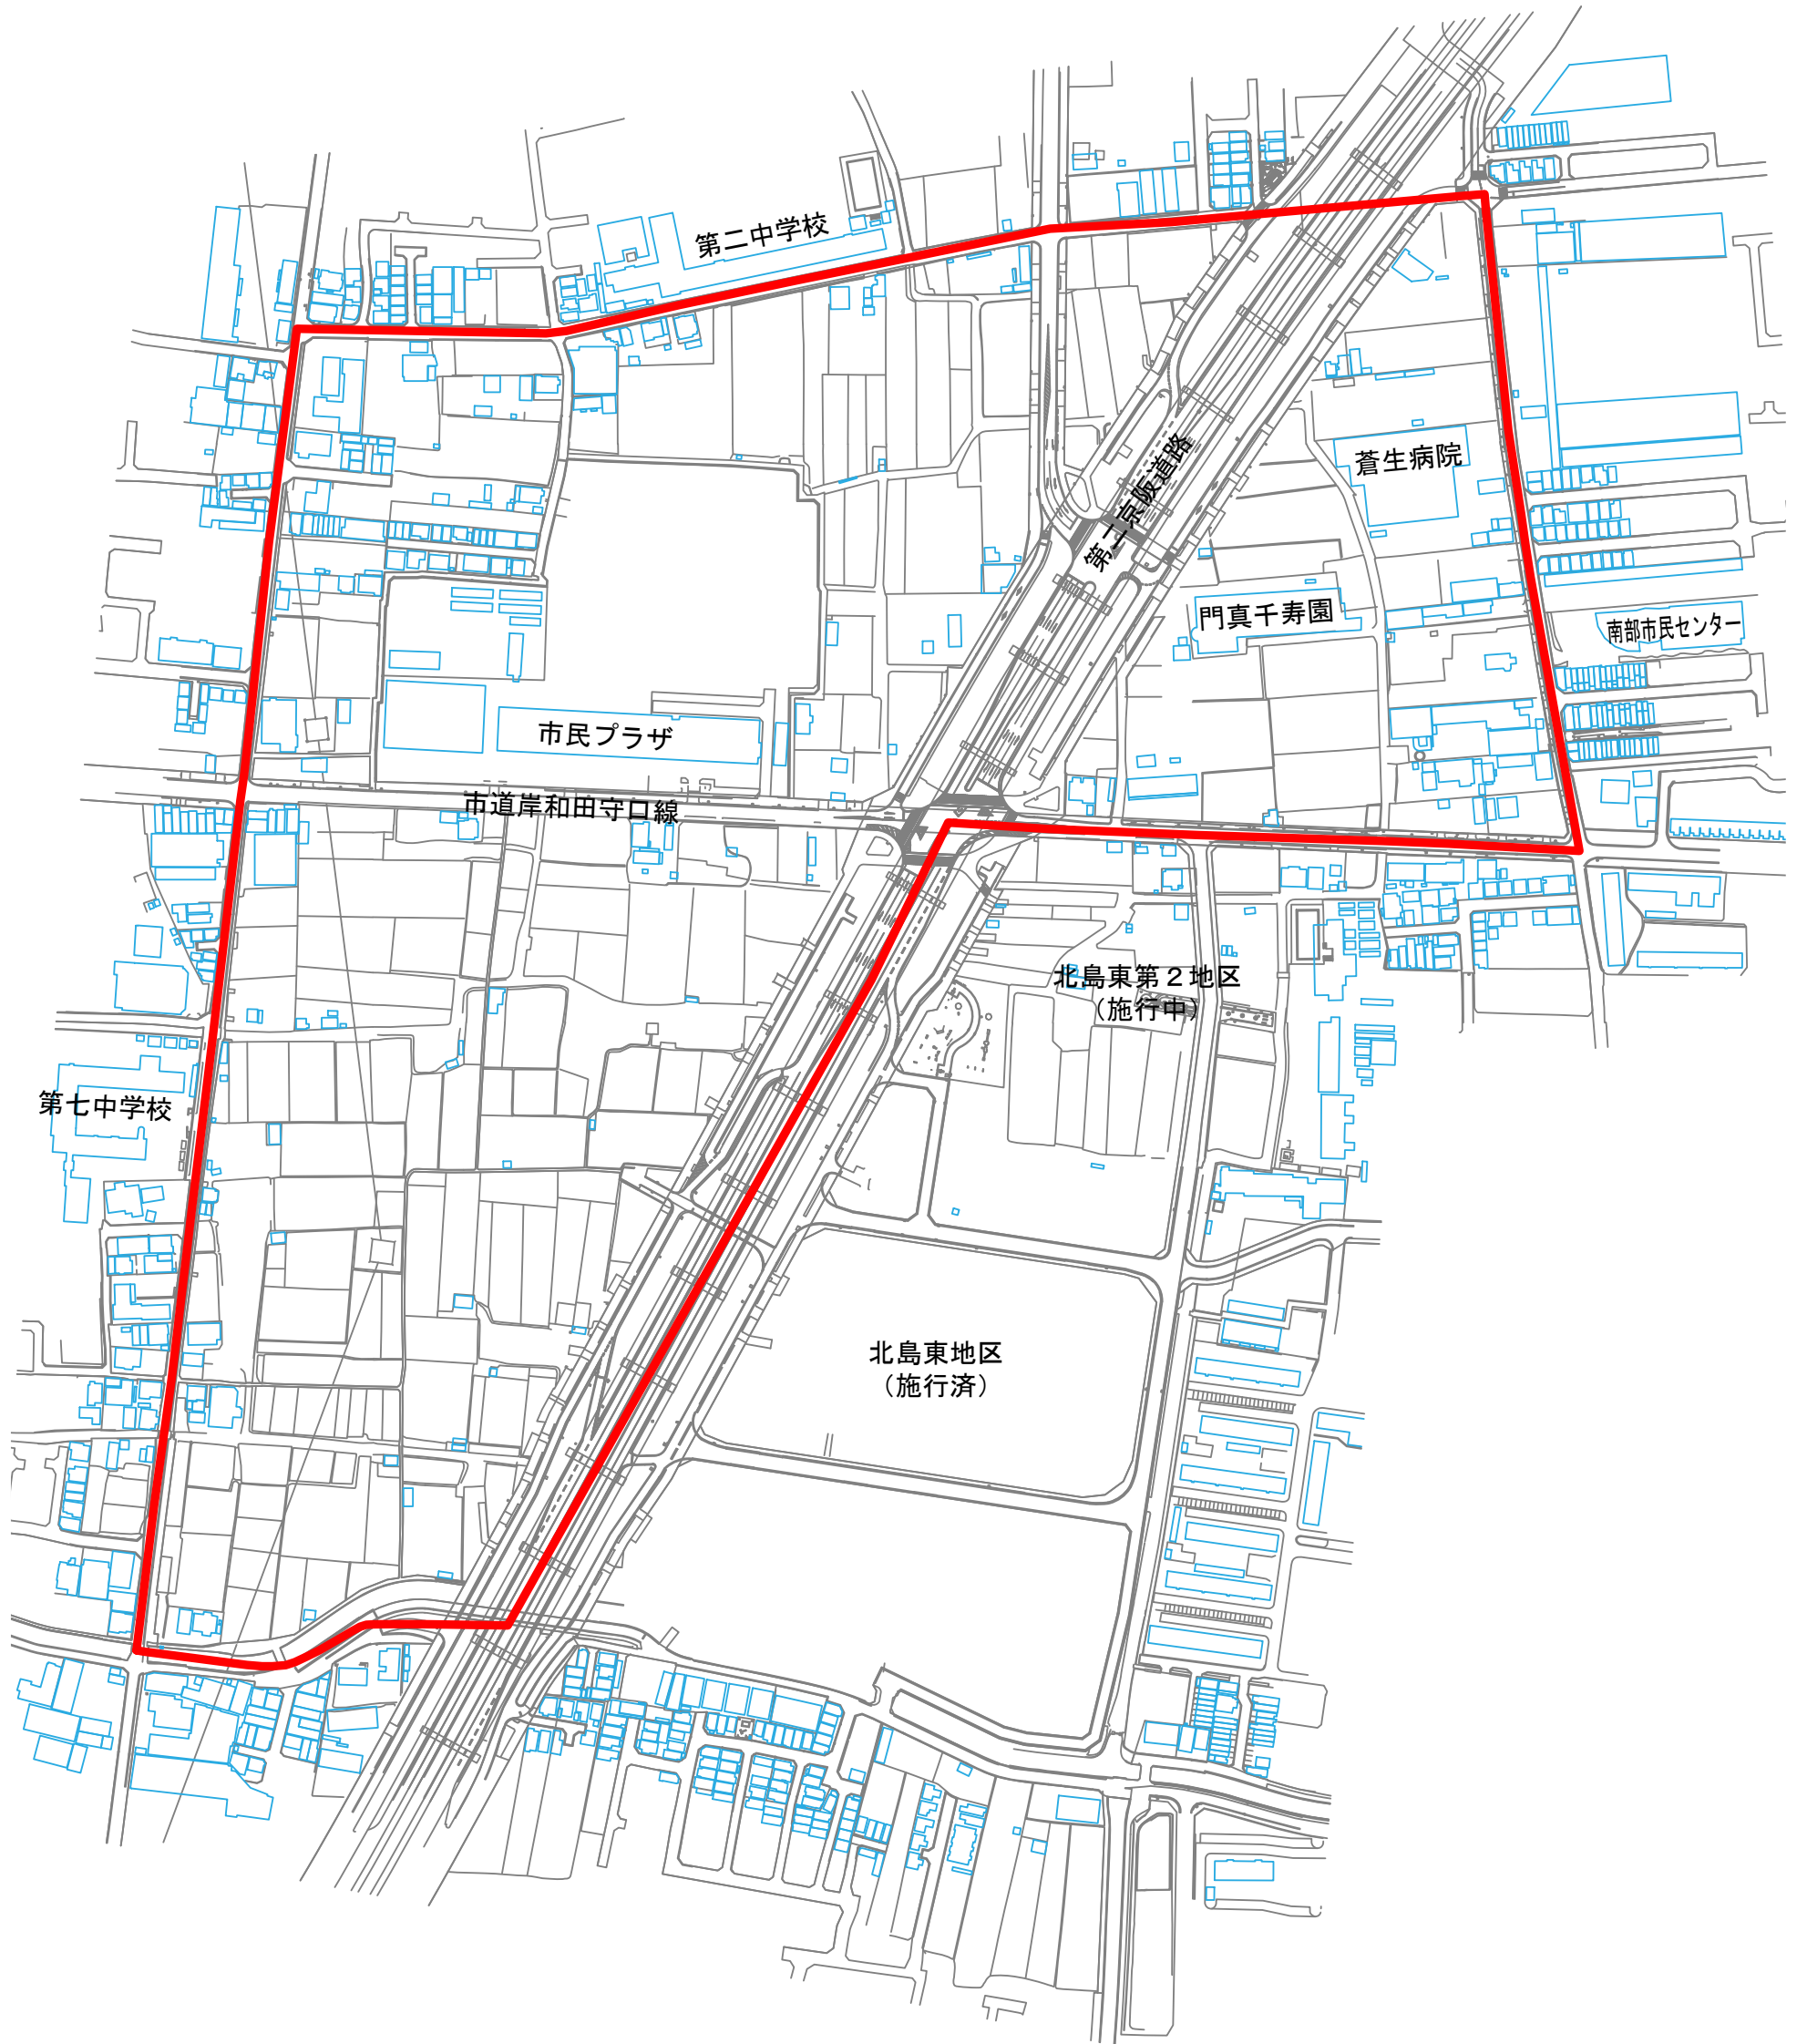 第二中学校
第二京阪道路
蒼生病院
門真千寿園
南部市民センター
市民プラザ
市道岸和田守口線
北島東第２地区
（施行中）
第七中学校
北島東地区
（施行済）